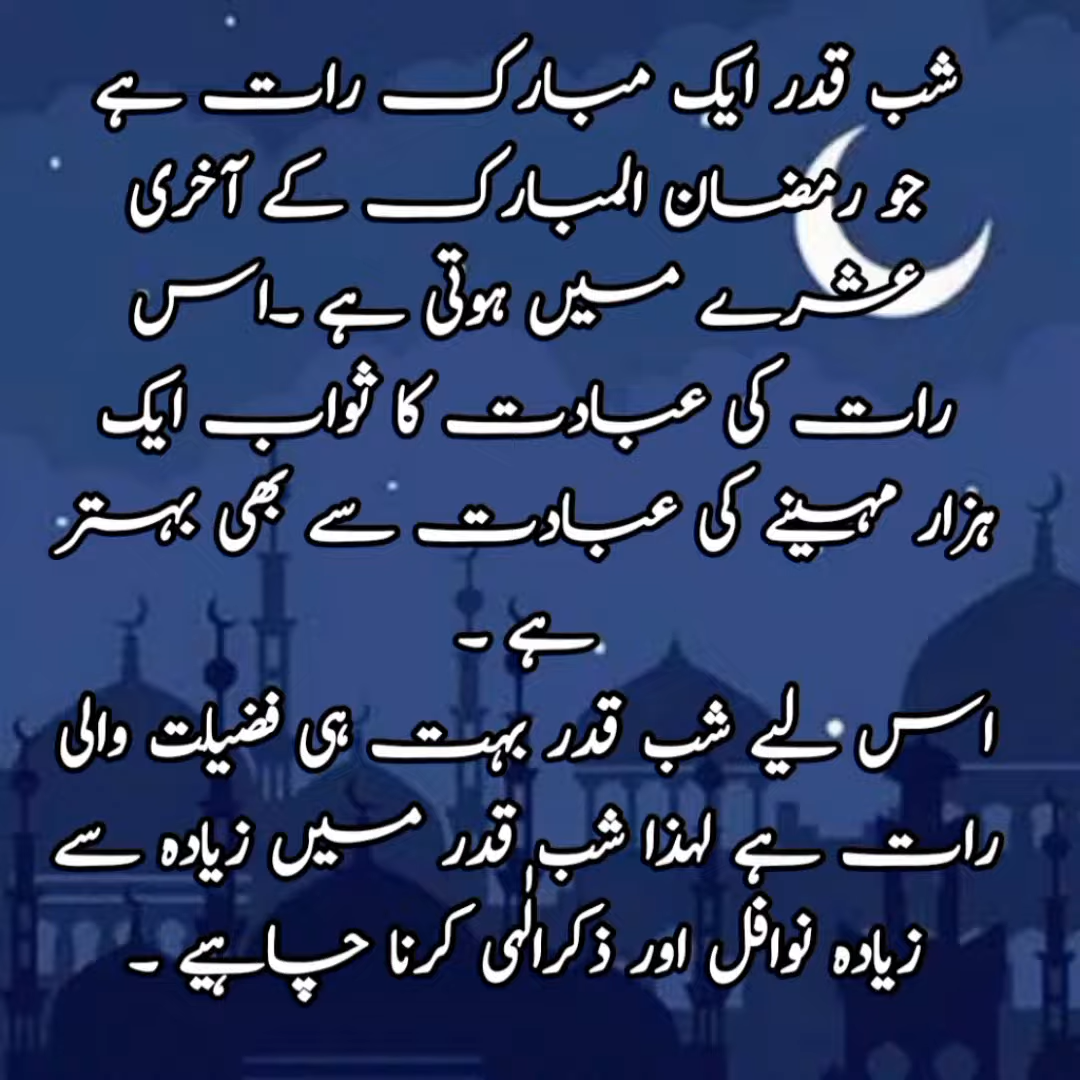 شب قدر ایک مبارک رات ہے
جو رمضان المبارک کے آخری
عشرے میں ہوتی ہے ۔اس
رات کی عبادت کا ثواب ایک
ہزار مہینے کی عبادت سے بھی بہتر
ہے ۔
اس لیے شب قدر بہت ہی فضیلت والی
رات ہے لہذا شب قدر میں زیادہ سے
زیادہ نوافل اور ذکرالٰہی کرنا چاہیے ۔